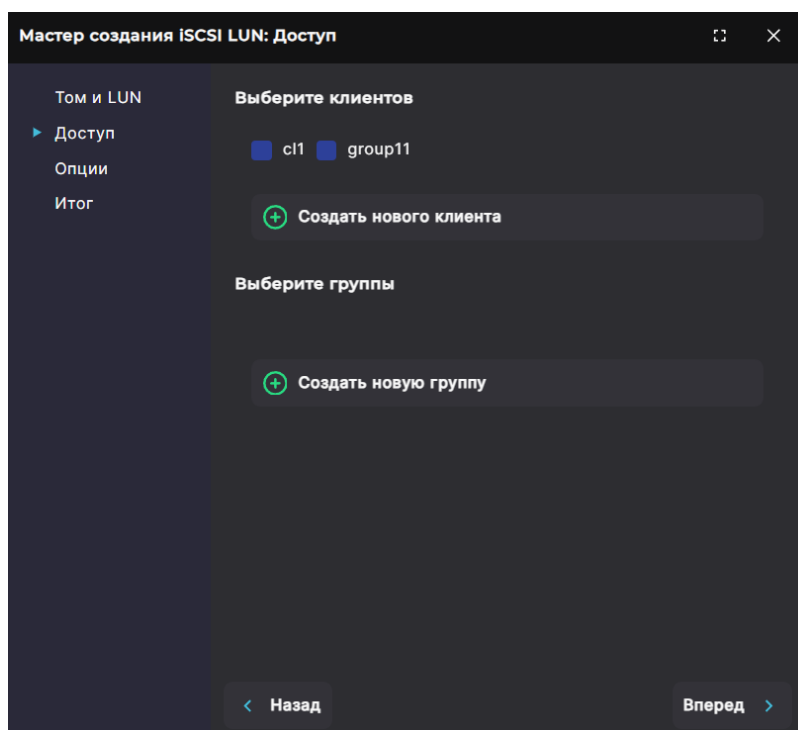 Мастер создания iSCSI LUN: Доступ
Том и LUN
Доступ
Опции
Итог
Выберите клиентов
cl1 group11
Создать нового клиента
Выберите группы
Создать новую группу
Назад
Вперед